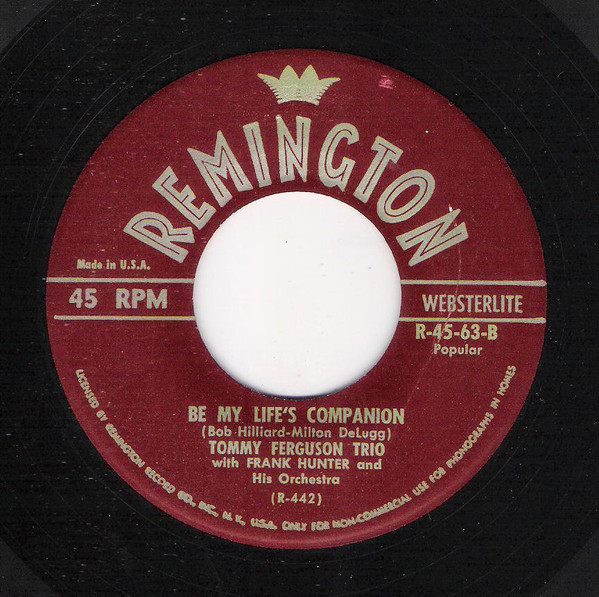 REMINGTON
Made in U.S.A.
45 RPM
WEBSTERLITE
R-45-63-B
Popular
BE MY LIFE'S COMPANION
(Bob Hilliard-Milton DeLugg)
TOMMY FERGUSON TRIO
with FRANK HUNTER and
His Orchestra
(R-442)
LICENSED BY REMINGTON RECORD CO., INC., N. Y., U.S.A. ONLY FOR NON-COMMERCIAL USE FOR PHONOGRAPHS IN HOMES